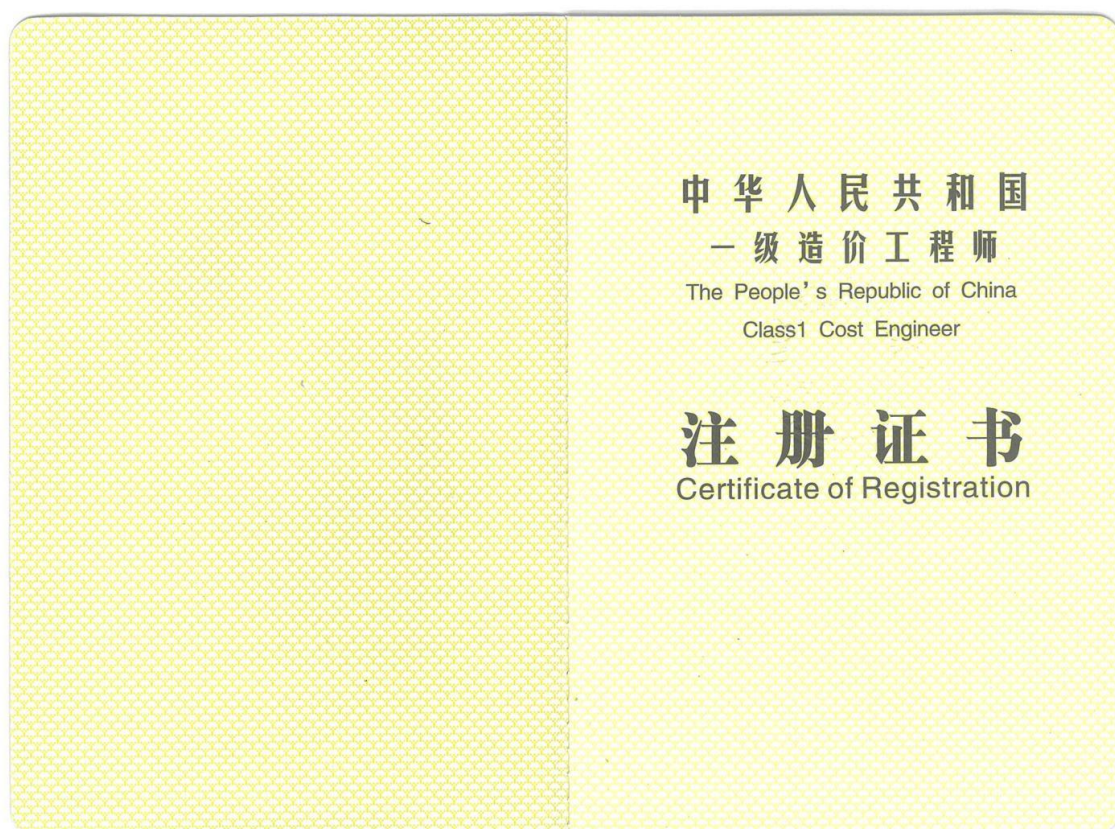 中华人民共和国
一级造价工程师
The People's Republic of China
Class1 Cost Engineer
注册证书
Certificate of Registration